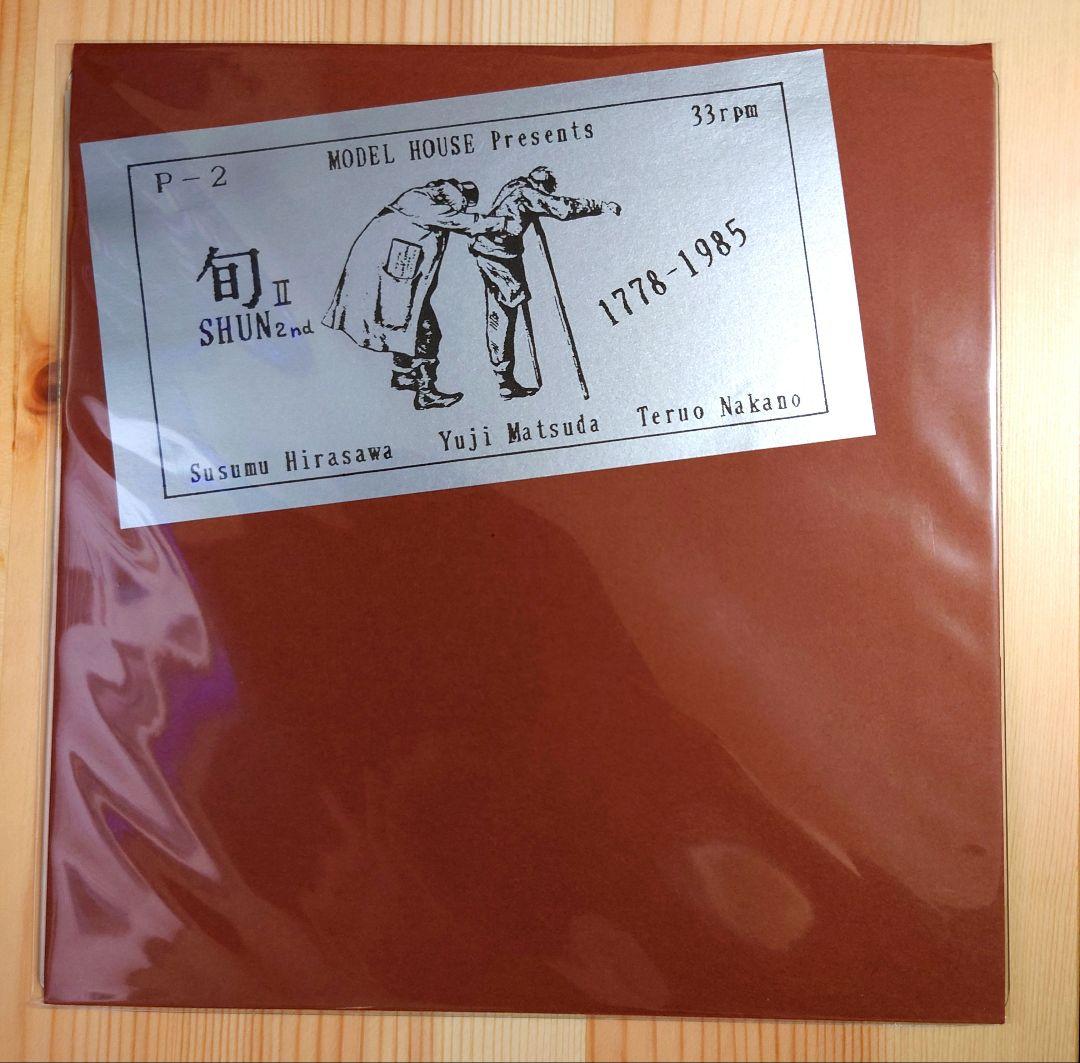 P-2
MODEL HOUSE Presents
33rpm
旬Ⅱ
SHUN2nd
1778-1985
Susumu Hirasawa Yuji Matsuda Teruo Nakano